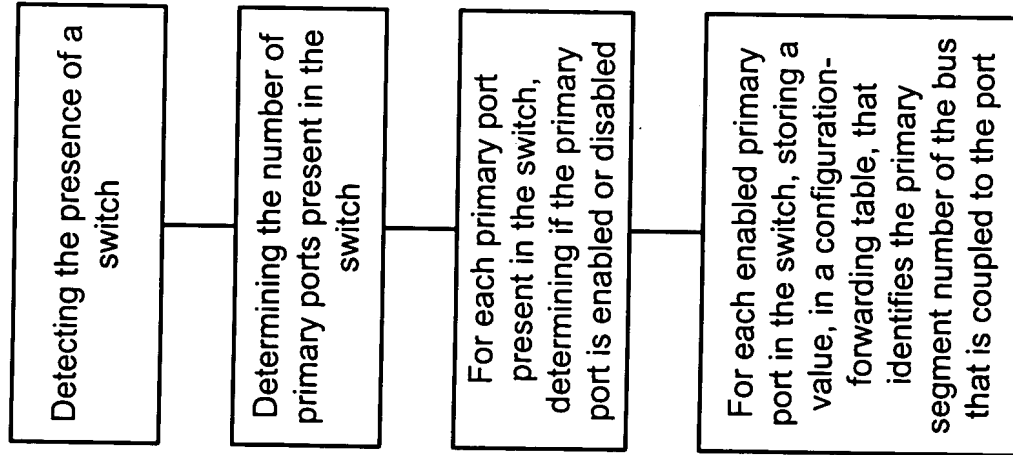 Detecting the presence of a
switch
Determining the number of
primary ports present in the
switch
For each primary port
present in the switch,
determining if the primary
port is enabled or disabled
For each enabled primary
port in the switch, storing a
value, in a configuration-
forwarding table, that
identifies the primary
segment number of the bus
that is coupled to the port